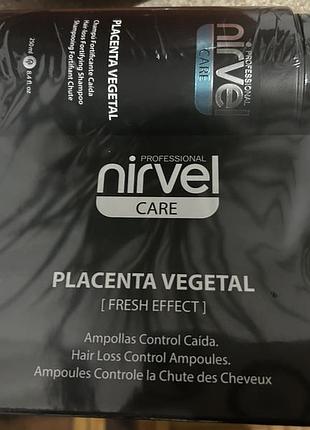 PROFESSIONAL
nirvel
CARE
PLACENTA VEGETAL
Champú Fortificante Caída
Hair-loss Fortifying Shampoo
Shampooing Fortifiant Chute
250ml 8.4 fl.oz
PROFESSIONAL
nirvel
CARE
PLACENTA VEGETAL
[ FRESH EFFECT ]
Ampollas Control Caída.
Hair Loss Control Ampoules.
Ampoules Controle la Chute des Cheveux